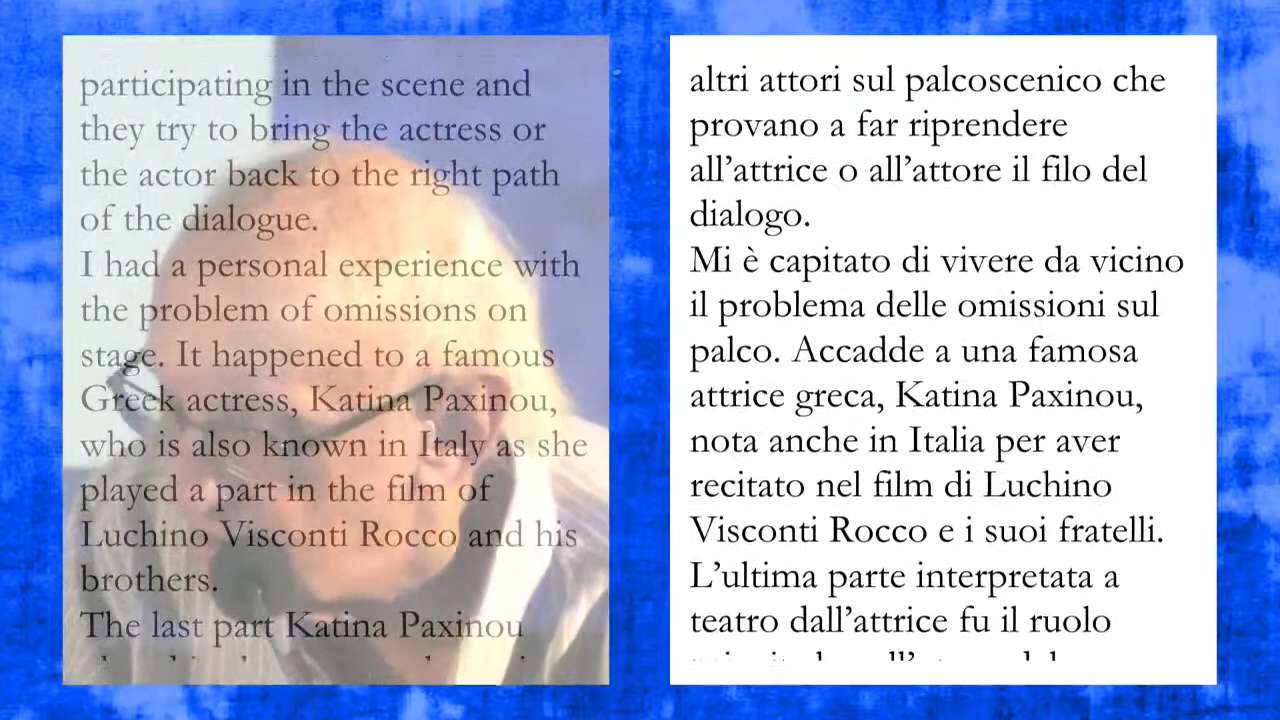 participating in the scene and
they try to bring the actress or
the actor back to the right path
of the dialogue.
I had a personal experience with
the problem of omissions on
stage. It happened to a famous
Greek actress, Katina Paxinou,
who is also known in Italy as she
played a part in the film of
Luchino Visconti Rocco and his
brothers.
The last part Katina Paxinou
altri attori sul palcoscenico che
provano a far riprendere
all’attrice o all’attore il filo del
dialogo.
Mi è capitato di vivere da vicino
il problema delle omissioni sul
palco. Accadde a una famosa
attrice greca, Katina Paxinou,
nota anche in Italia per aver
recitato nel film di Luchino
Visconti Rocco e i suoi fratelli.
L’ultima parte interpretata a
teatro dall’attrice fu il ruolo